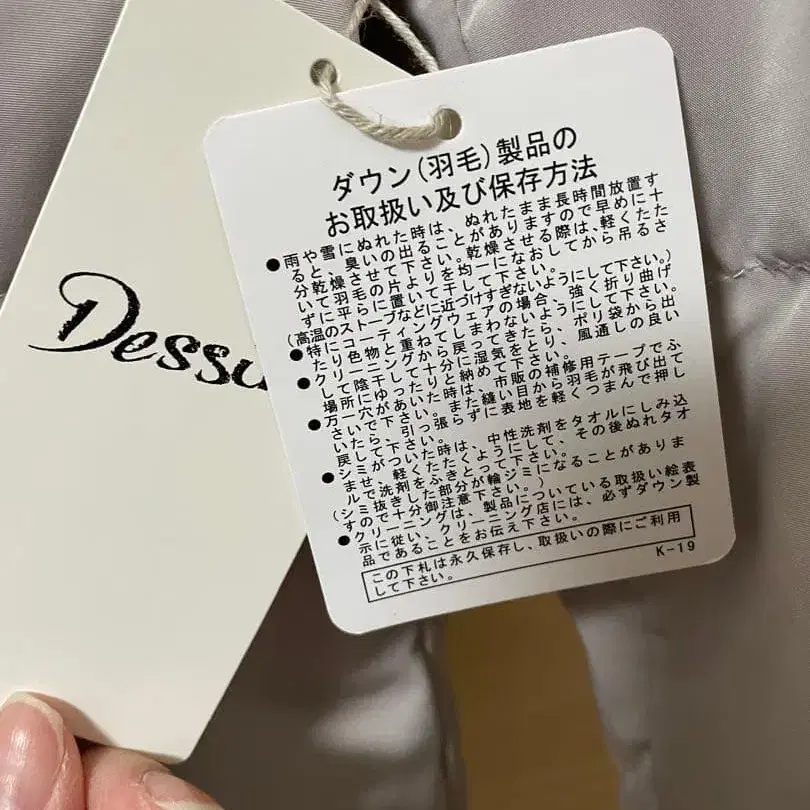 Dessu
ダウン(羽毛)製品の
お取扱い及び保存方法
●雨や雪にぬれた時は、ぬれたまま長時間放置す
ると、臭いの出ることがありますので早めに十
分乾燥させて下さい。乾燥させる際は、軽くたた
いて羽毛の片よりを均一になおしてから吊るさ
ずに平らに置いて干して下さい。
(高温のストーブなどに近づけすぎないようにして下さい。)
●特にコーティングウェアの場合、強く折り曲げ
たり色物と重ねてしまわないようにして下さい。
●クリーニングから戻ってきたら、ポリ袋から出
して陰干しと十分に湿気をとり、風通しの良い
場所にゆったりと納めて下さい。
●万一穴があいた時は、市販の補修用テープでふ
さいで下さい。また縫い目から羽毛が飛び出て
いたら、引っ張らずに表地を軽くつまんで押し
戻して下さい。
●シミがついた時は、中性洗剤をタオルにしみ込
ませ、軽くたたくようにして、その後ぬれタオ
ルで洗剤をふきとって下さい。
(シミ抜きした部分が輪ジミになることがありま
すので十分御注意下さい。)
●クリーニングは、製品についている取扱い絵表
示に従い、クリーニング店には、必ずダウン製
品であることをお伝え下さい。
この下札は永久保存し、取扱いの際にご利用
して下さい。
K-19